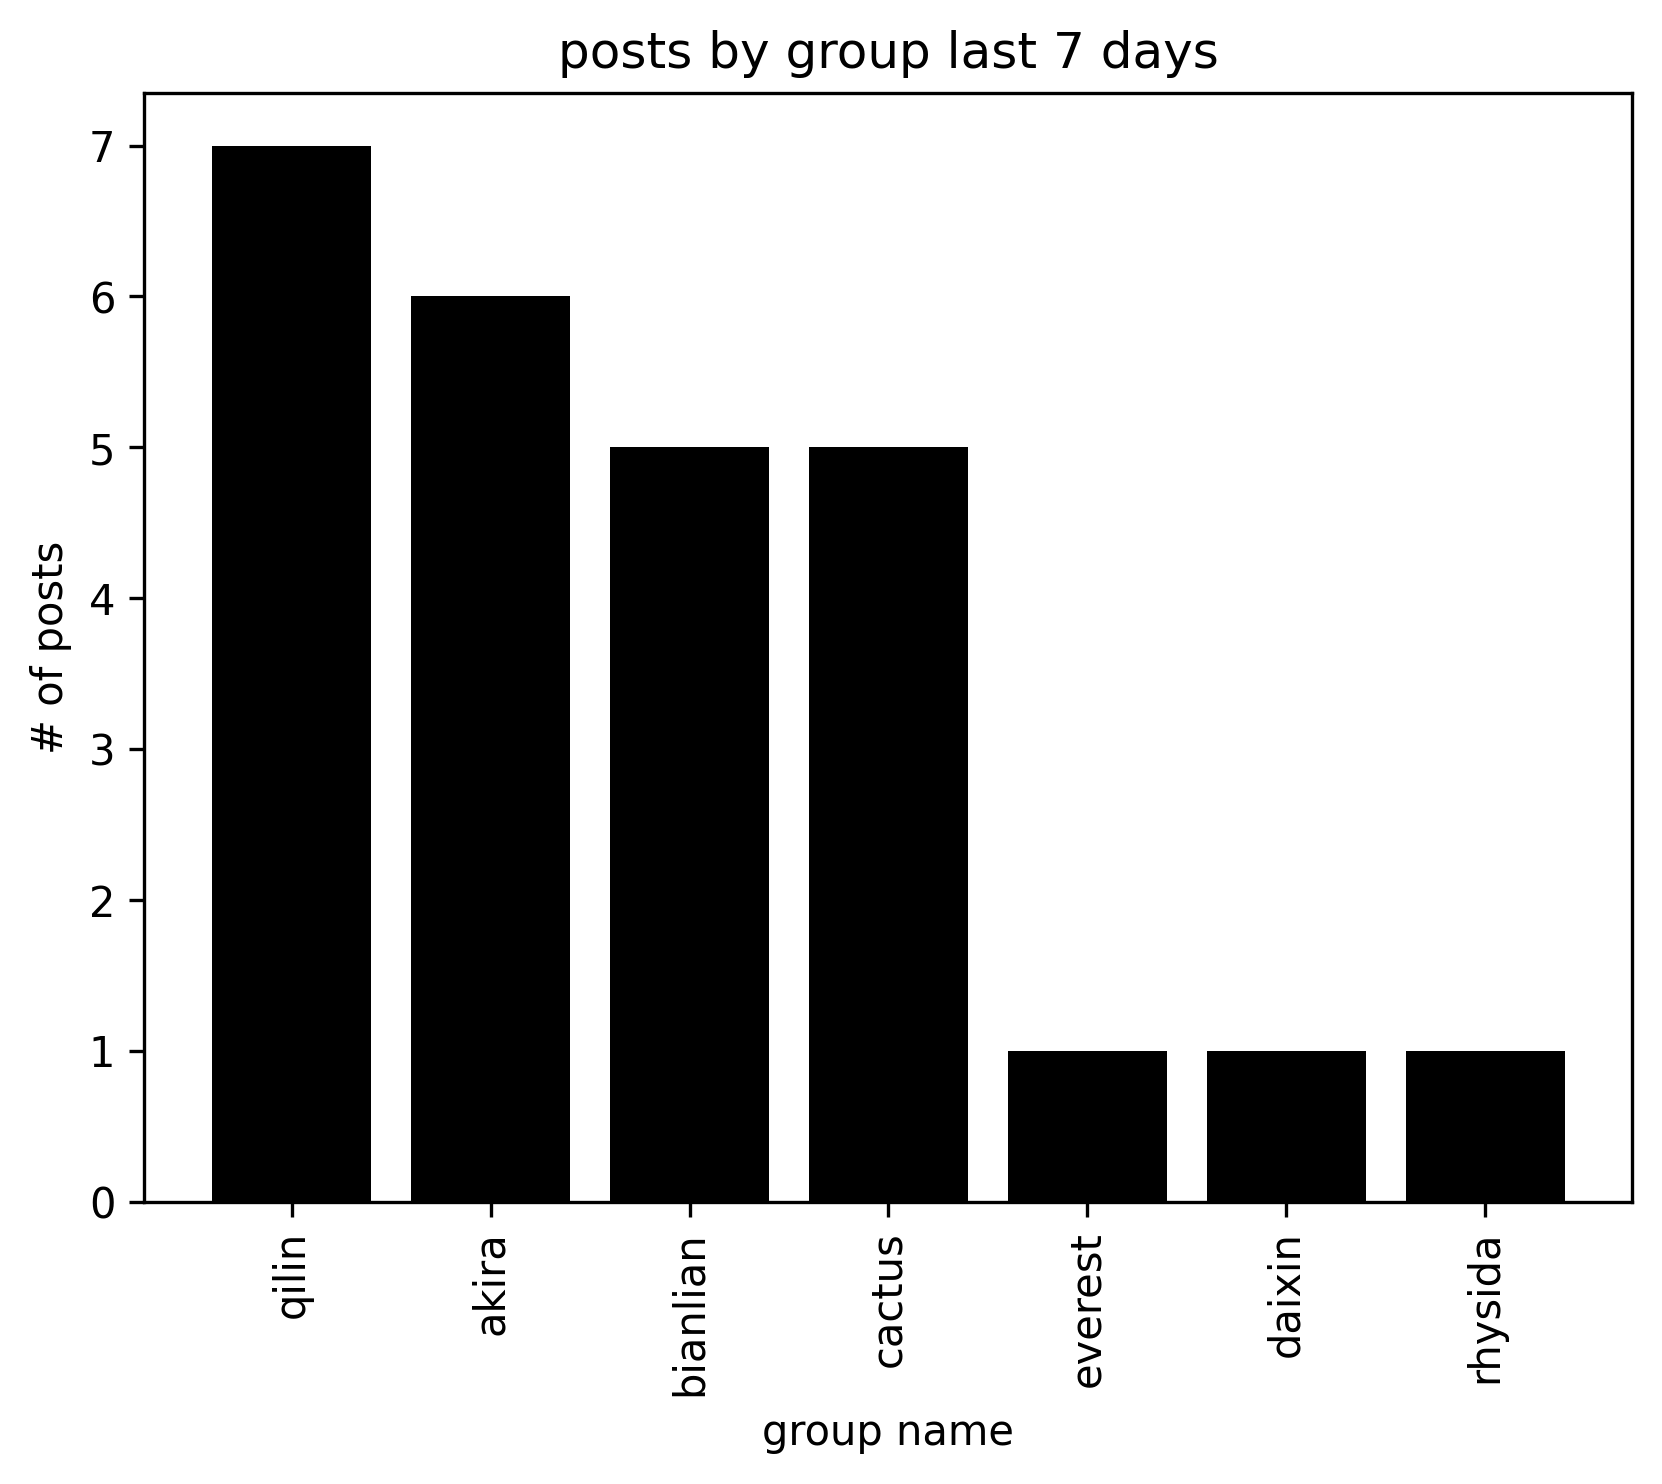 posts by group last 7 days
# of posts
7
6
5
4
3
2
1
0
qilin
akira
bianlian
cactus
everest
daixin
rhysida
group name